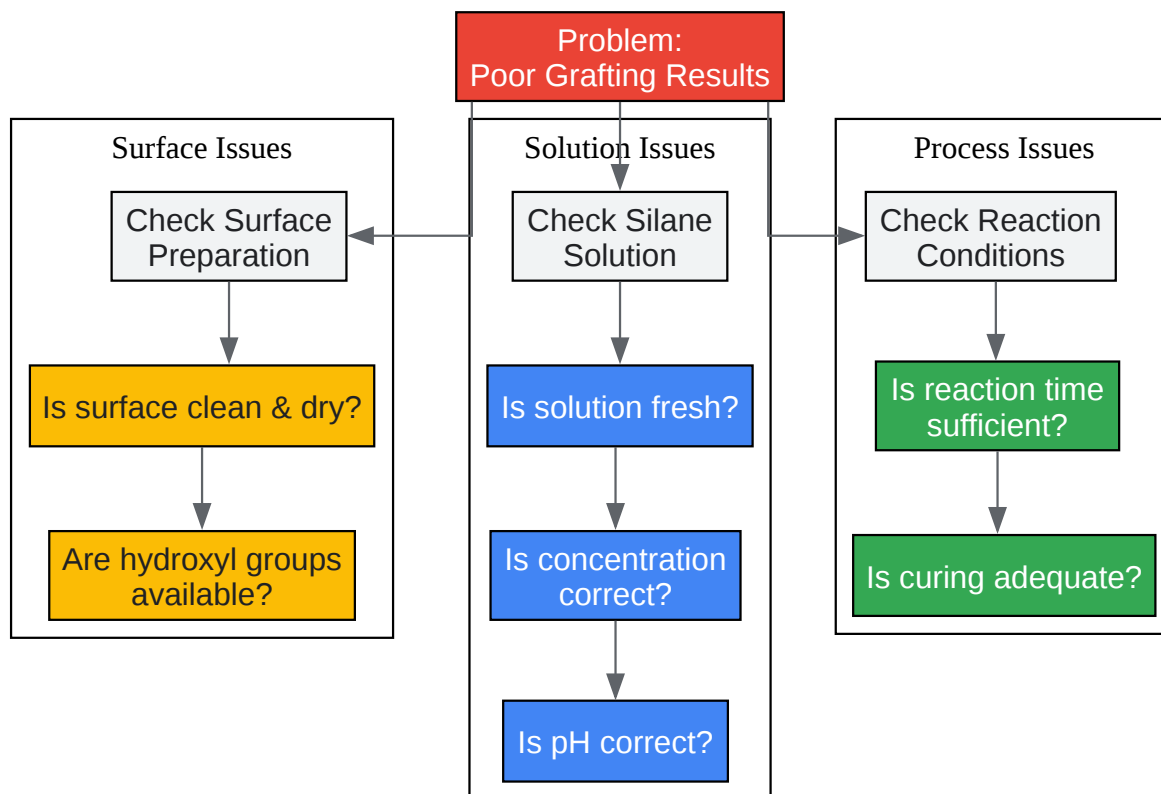 Problem:
Poor Grafting Results
Surface Issues
Check Surface
Preparation
Is surface clean & dry?
Are hydroxyl groups
available?
Solution Issues
Check Silane
Solution
Is solution fresh?
Is concentration
correct?
Is pH correct?
Process Issues
Check Reaction
Conditions
Is reaction time
sufficient?
Is curing adequate?